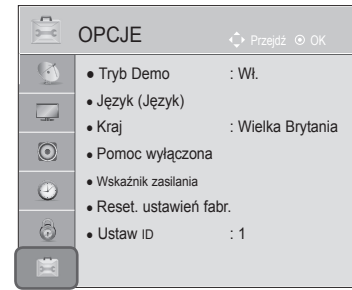 OPCJE
Przejdź OK
• Tryb Demo : Wł.
• Język (Język)
• Kraj : Wielka Brytania
• Pomoc wyłączona
• Wskaźnik zasilania
• Reset. ustawień fabr.
• Ustaw ID : 1